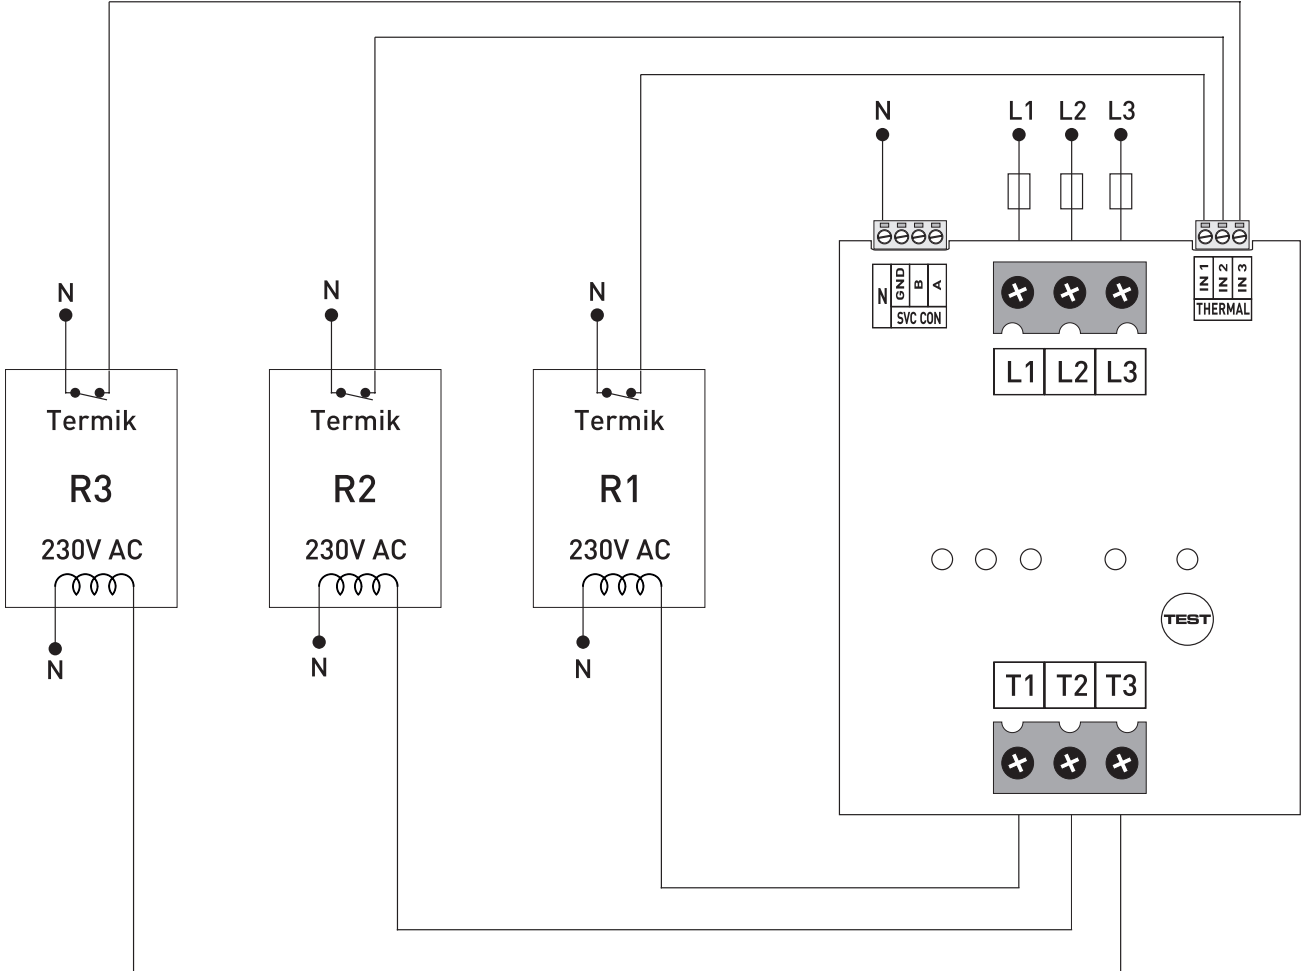 N L1 L2 L3
N GND B A
SVC CON
IN 1 IN 2 IN 3
THERMAL
N N N
L1 L2 L3
Termik Termik Termik
R3 R2 R1
230V AC 230V AC 230V AC
TEST
N N N
T1 T2 T3